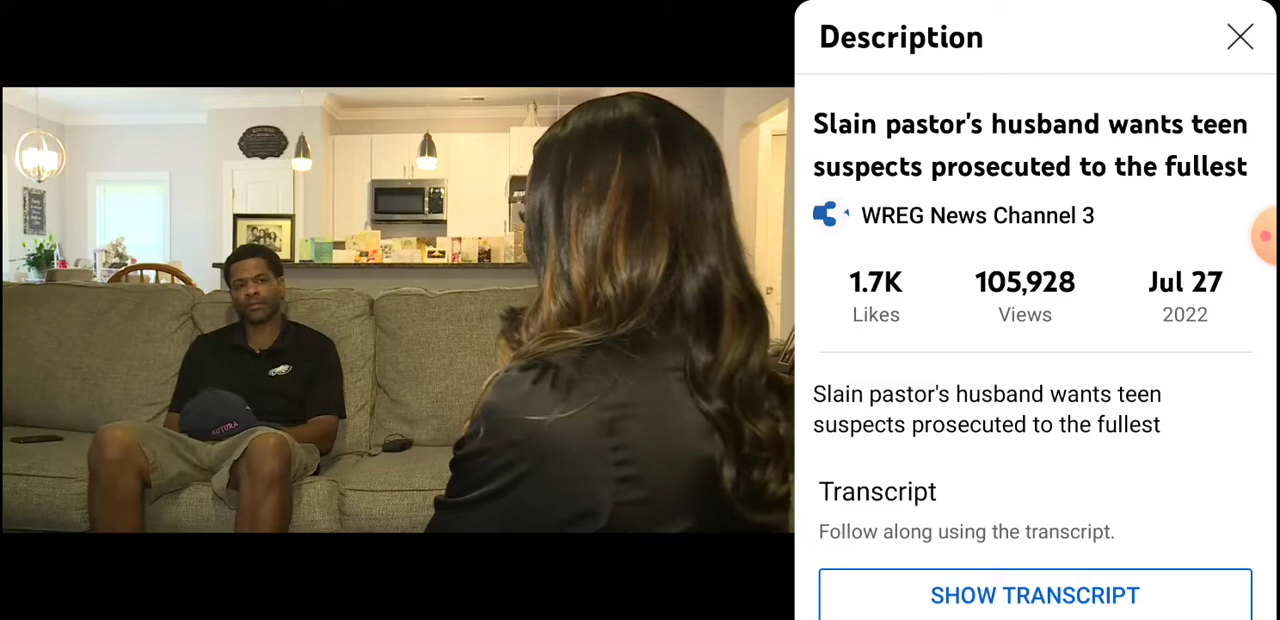 AUTURA
Description
Slain pastor's husband wants teen
suspects prosecuted to the fullest
WREG News Channel 3
1.7K
105,928
Jul 27
Likes
Views
2022
Slain pastor's husband wants teen
suspects prosecuted to the fullest
Transcript
Follow along using the transcript.
SHOW TRANSCRIPT